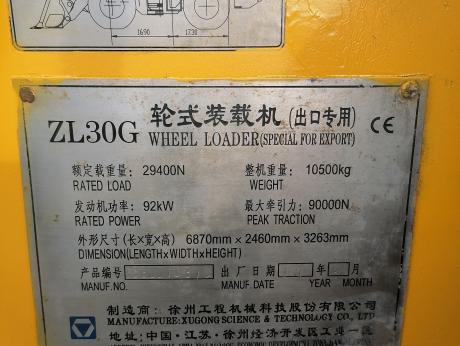 1690 1730
ZL30G 轮式装载机 (出口专用) CE
WHEEL LOADER(SPECIAL FOR EXPORT)
额定载重量: 29400N 整机重量: 10500kg
RATED LOAD WEIGHT
发动机功率: 92kW 最大牵引力: 90000N
RATED POWER PEAK TRACTION
外形尺寸 (长×宽×高) 6870mm×2460mm×3263mm
DIMENSION(LENGTH×WIDTH×HEIGHT)
产品编号 出厂日期 年 月
MANUF.NO. MANUF.DATE YEAR MONTH
制造商: 徐州工程机械科技股份有限公司
MANUFACTURE:XUGONG SCIENCE & TECHNOLOGY CO., LTD
地址: 中国·江苏·徐州经济开发区工业一区